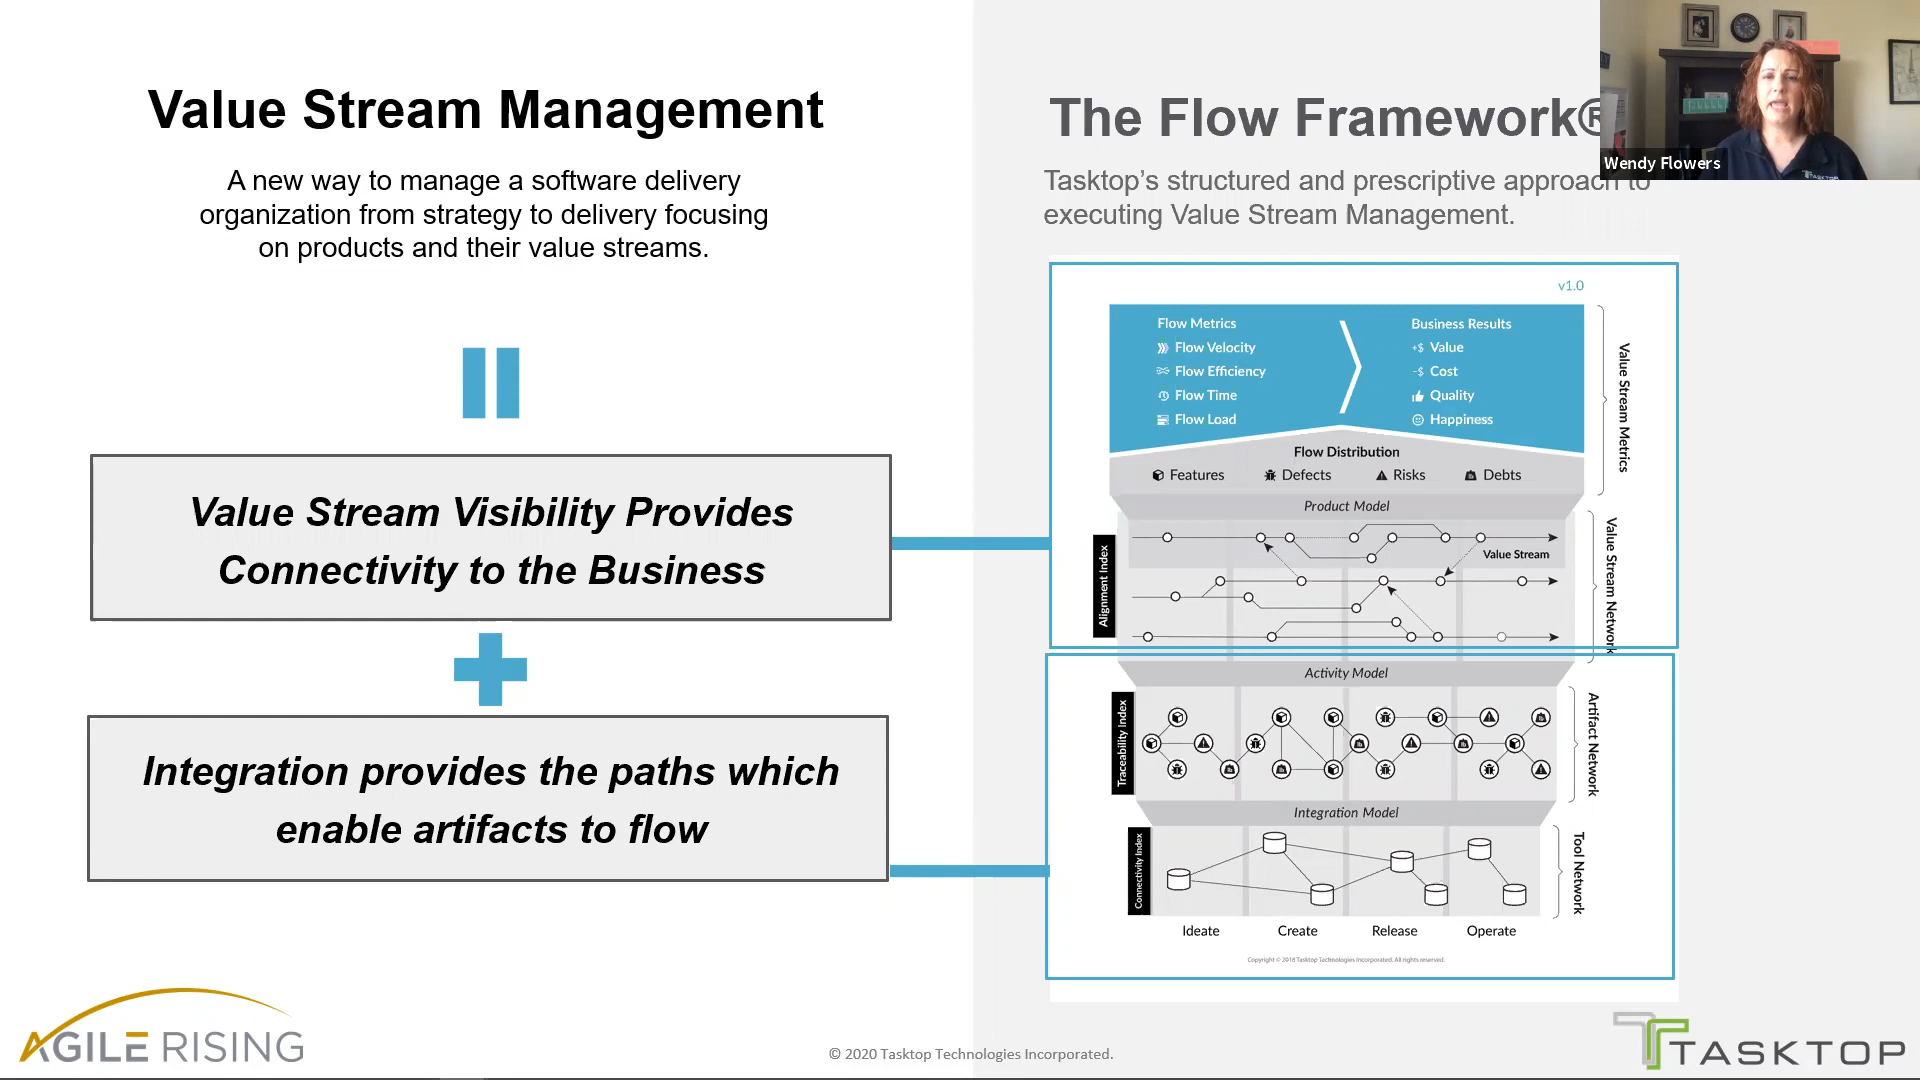 Value Stream Management
A new way to manage a software delivery
organization from strategy to delivery focusing
on products and their value streams.
Value Stream Visibility Provides
Connectivity to the Business
Integration provides the paths which
enable artifacts to flow
AGILE RISING
The Flow Framework®
Tasktop's structured and prescriptive approach to
executing Value Stream Management.
Wendy Flowers
TASKTOP
v1.0
Flow Metrics
Flow Velocity
Flow Efficiency
Flow Time
Flow Load
Business Results
+$ Value
-$ Cost
Quality
Happiness
Value Stream Metrics
Flow Distribution
Features
Defects
Risks
Debts
Product Model
Value Stream
Alignment Index
Value Stream Network
Activity Model
Traceability Index
Artifact Network
Integration Model
Connectivity Index
Tool Network
Ideate
Create
Release
Operate
Copyright © 2018 Tasktop Technologies Incorporated. All rights reserved.
© 2020 Tasktop Technologies Incorporated.
TASKTOP